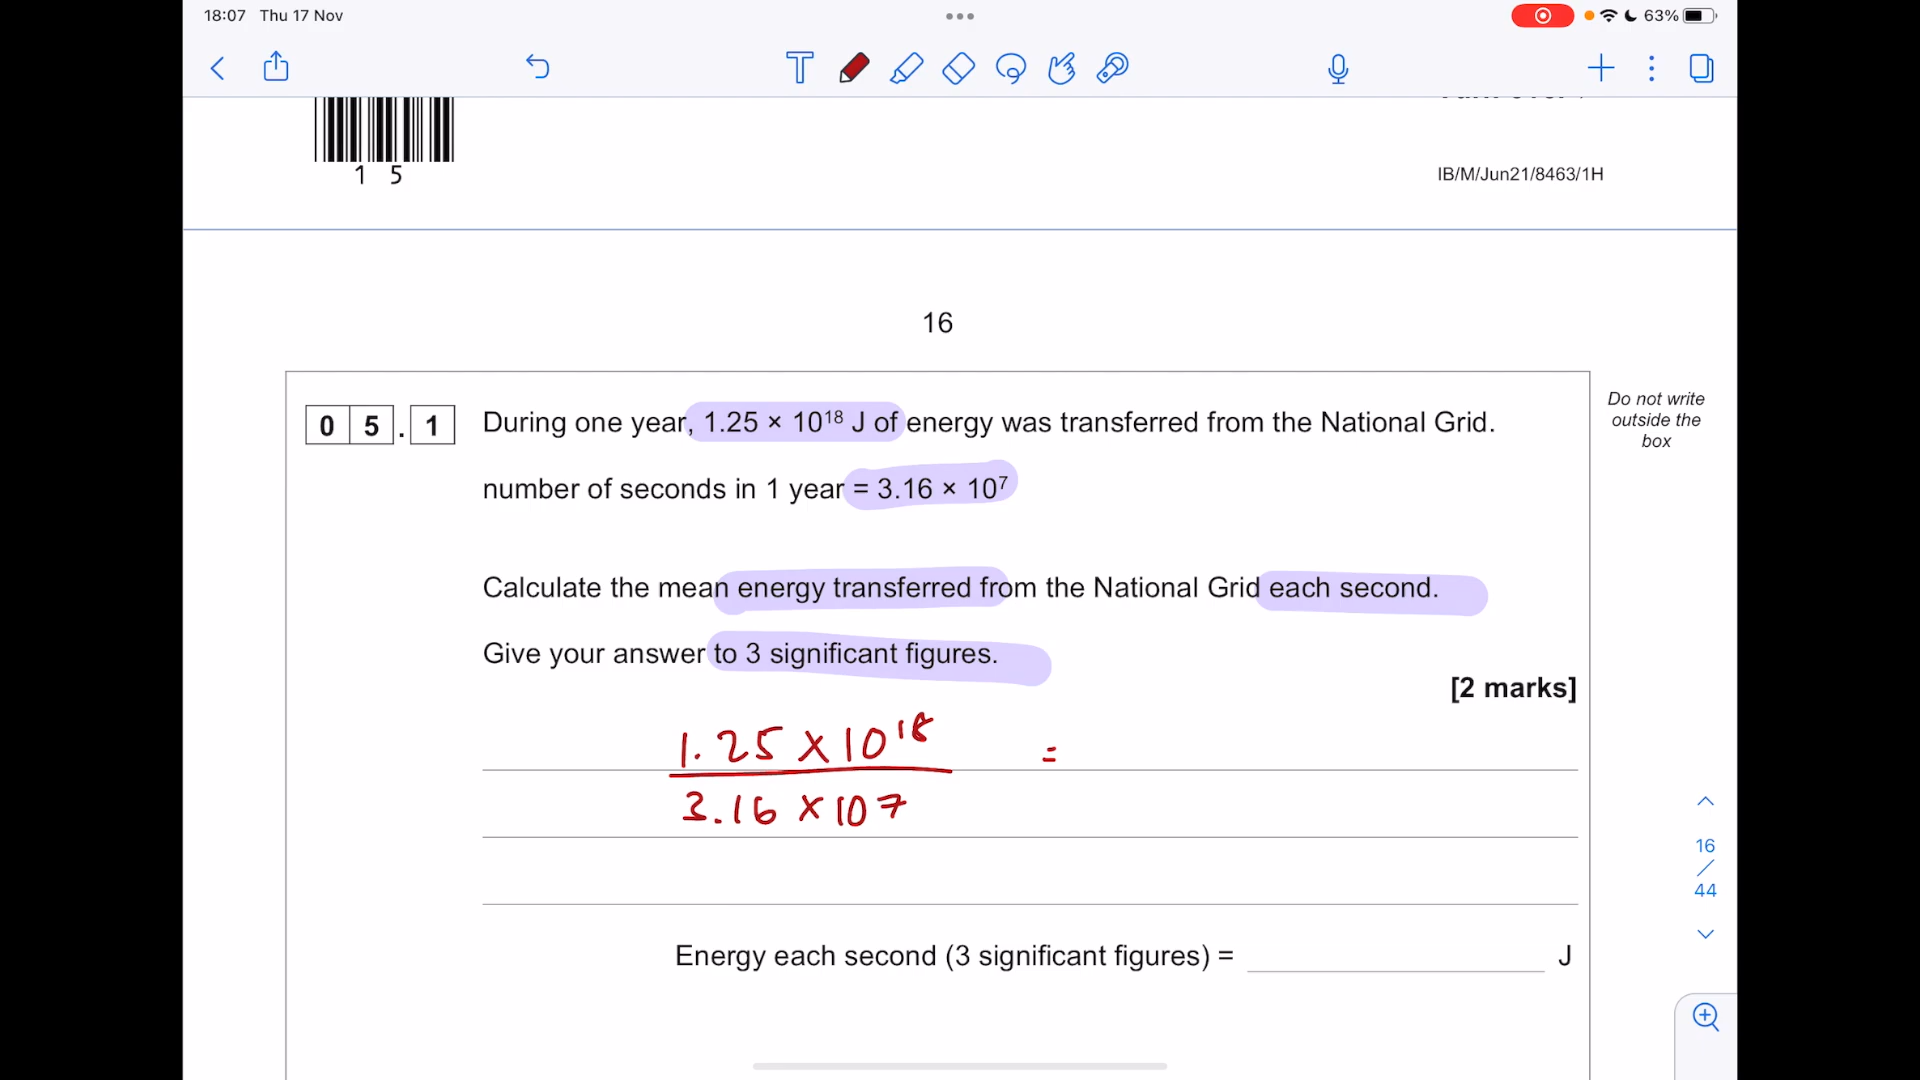 18:07 Thu 17 Nov
63%
1 5
IB/M/Jun21/8463/1H
16
Do not write
outside the
box
0 5 . 1 During one year, 1.25 × 10¹⁸ J of energy was transferred from the National Grid.
number of seconds in 1 year = 3.16 × 10⁷
Calculate the mean energy transferred from the National Grid each second.
Give your answer to 3 significant figures.
[2 marks]
1.25 × 10¹⁸ =
3.16 × 10⁷
Energy each second (3 significant figures) = ___ J
16
/
44